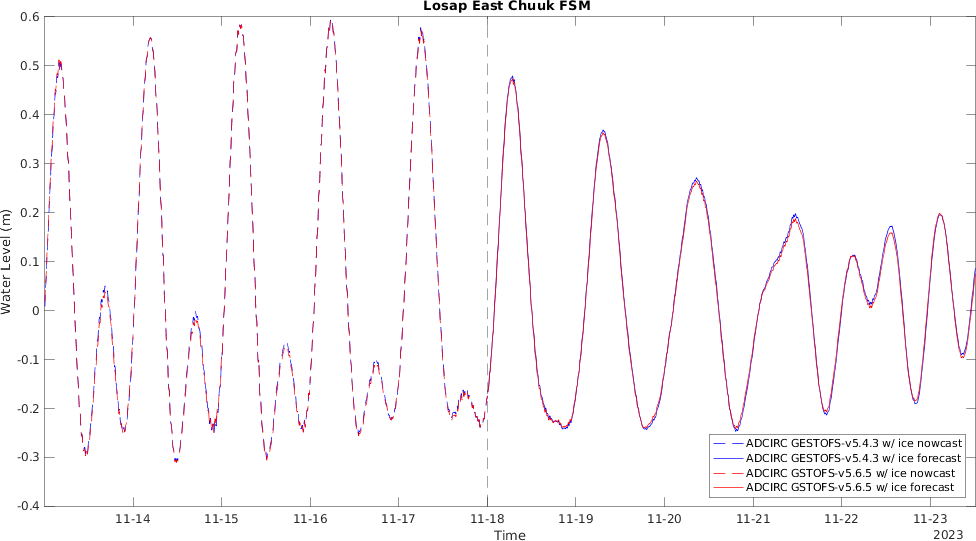 Losap East Chuuk FSM
0.6
0.5
0.4
0.3
0.2
0.1
0
-0.1
-0.2
-0.3
-0.4
Water Level (m)
ADCIRC GESTOFS-v5.4.3 w/ ice nowcast
ADCIRC GESTOFS-v5.4.3 w/ ice forecast
ADCIRC GSTOFS-v5.6.5 w/ ice nowcast
ADCIRC GSTOFS-v5.6.5 w/ ice forecast
11-14 11-15 11-16 11-17 11-18 11-19 11-20 11-21 11-22 11-23
Time
2023